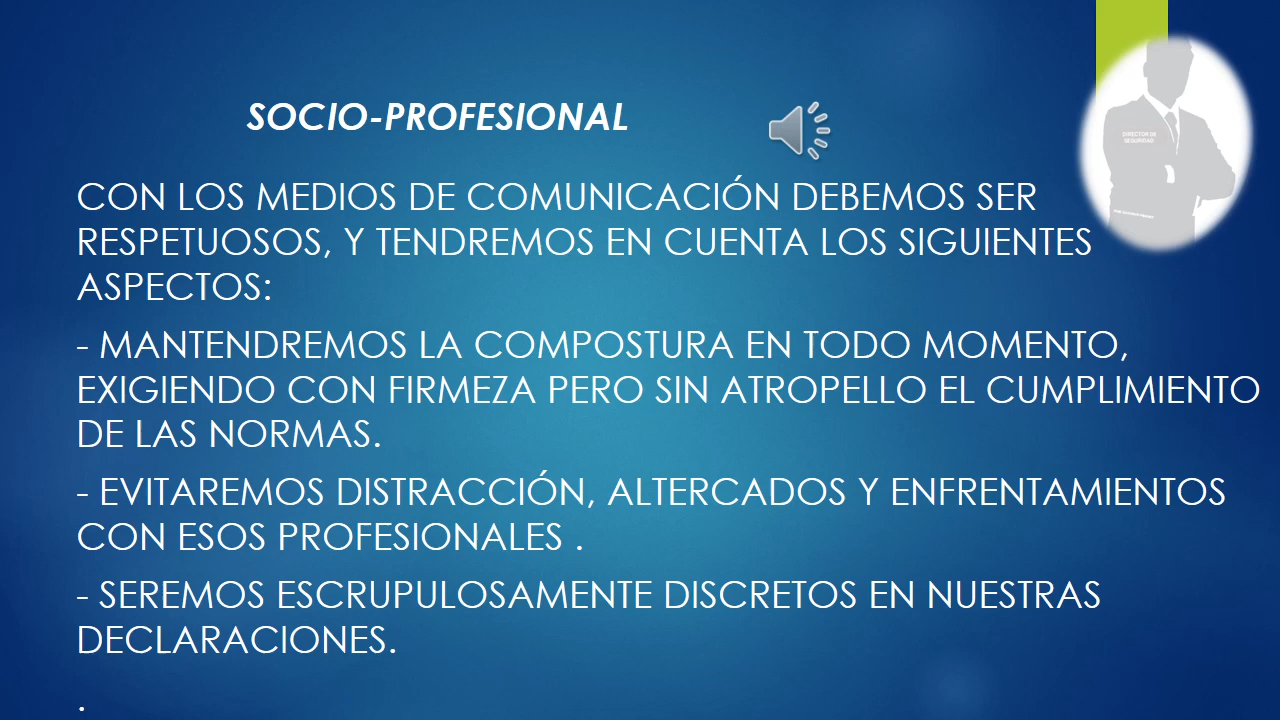 SOCIO-PROFESIONAL
DIRECTOR DE
SEGURIDAD
CON LOS MEDIOS DE COMUNICACIÓN DEBEMOS SER
RESPETUOSOS, Y TENDREMOS EN CUENTA LOS SIGUIENTES
ASPECTOS:
- MANTENDREMOS LA COMPOSTURA EN TODO MOMENTO,
EXIGIENDO CON FIRMEZA PERO SIN ATROPELLO EL CUMPLIMIENTO
DE LAS NORMAS.
- EVITAREMOS DISTRACCIÓN, ALTERCADOS Y ENFRENTAMIENTOS
CON ESOS PROFESIONALES .
- SEREMOS ESCRUPULOSAMENTE DISCRETOS EN NUESTRAS
DECLARACIONES.
.